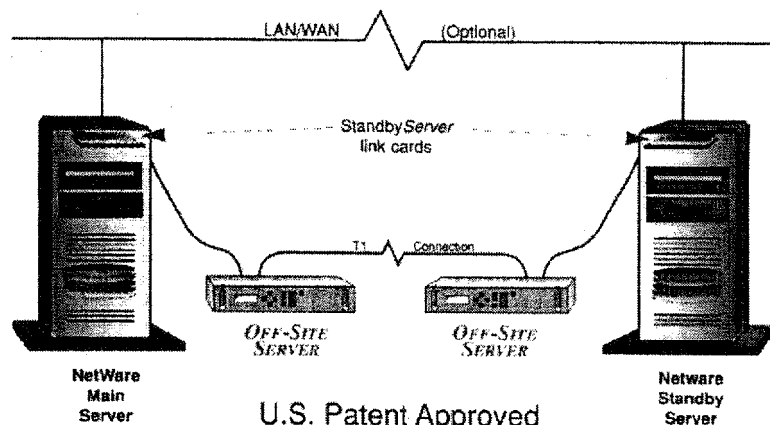 LAN/WAN (Optional)
StandbyServer
link cards
T1 Connection
OFF-SITE
SERVER
OFF-SITE
SERVER
NetWare
Main
Server
Netware
Standby
Server
U.S. Patent Approved